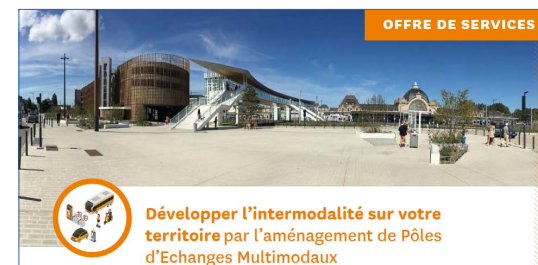 OFFRE DE SERVICES
Développer l'intermodalité sur votre
territoire par l'aménagement de Pôles
d'Echanges Multimodaux